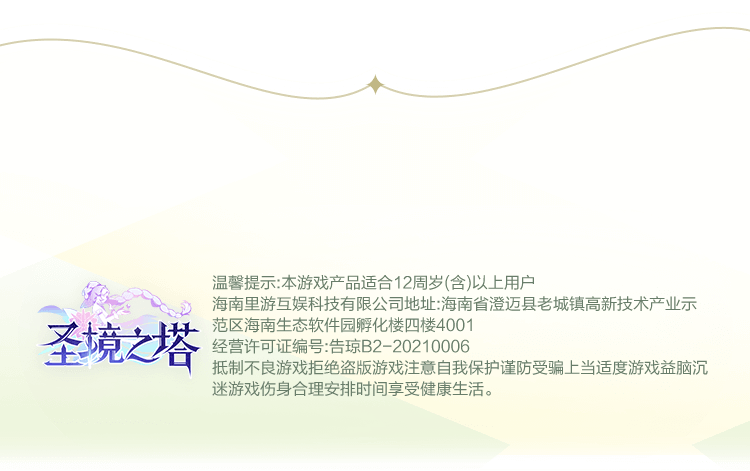 圣境之塔
温馨提示:本游戏产品适合12周岁(含)以上用户
海南里游互娱科技有限公司地址:海南省澄迈县老城镇高新技术产业示
范区海南生态软件园孵化楼四楼4001
经营许可证编号:告琼B2-20210006
抵制不良游戏拒绝盗版游戏注意自我保护谨防受骗上当适度游戏益脑沉
迷游戏伤身合理安排时间享受健康生活。